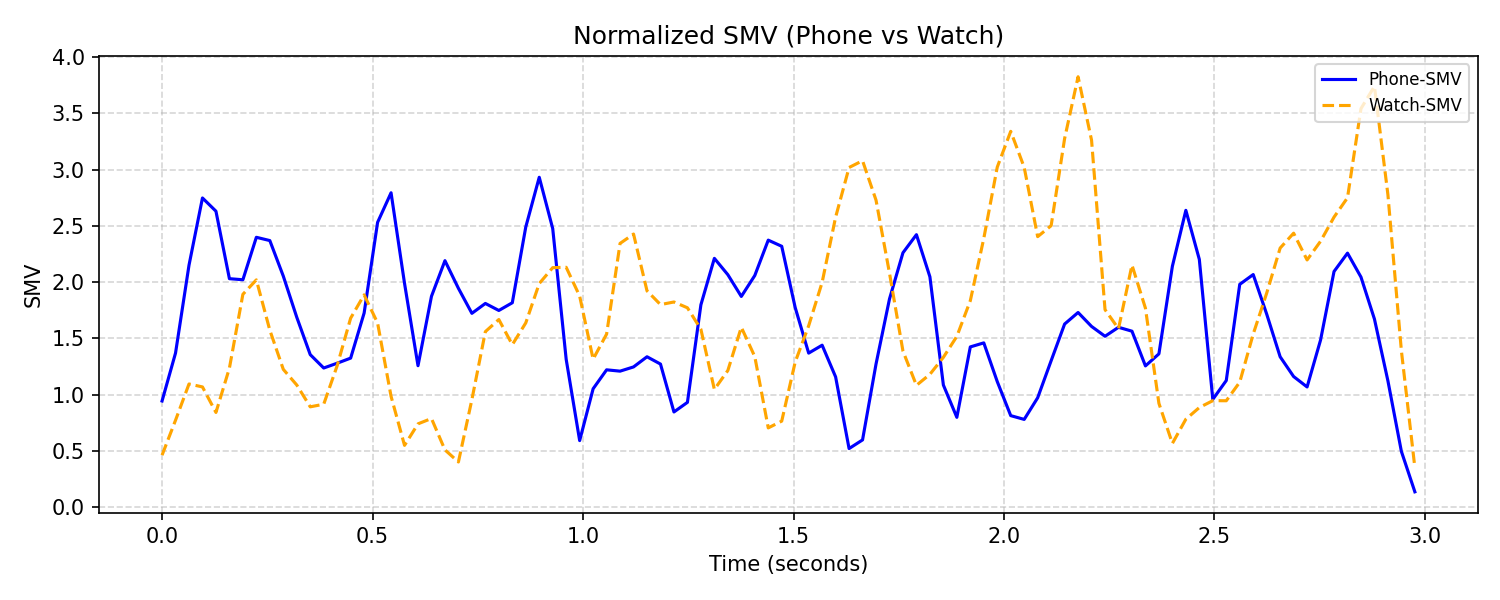 Normalized SMV (Phone vs Watch)
4.0
3.5
3.0
2.5
2.0
1.5
1.0
0.5
0.0
SMV
Phone-SMV
Watch-SMV
0.0 0.5 1.0 1.5 2.0 2.5 3.0
Time (seconds)